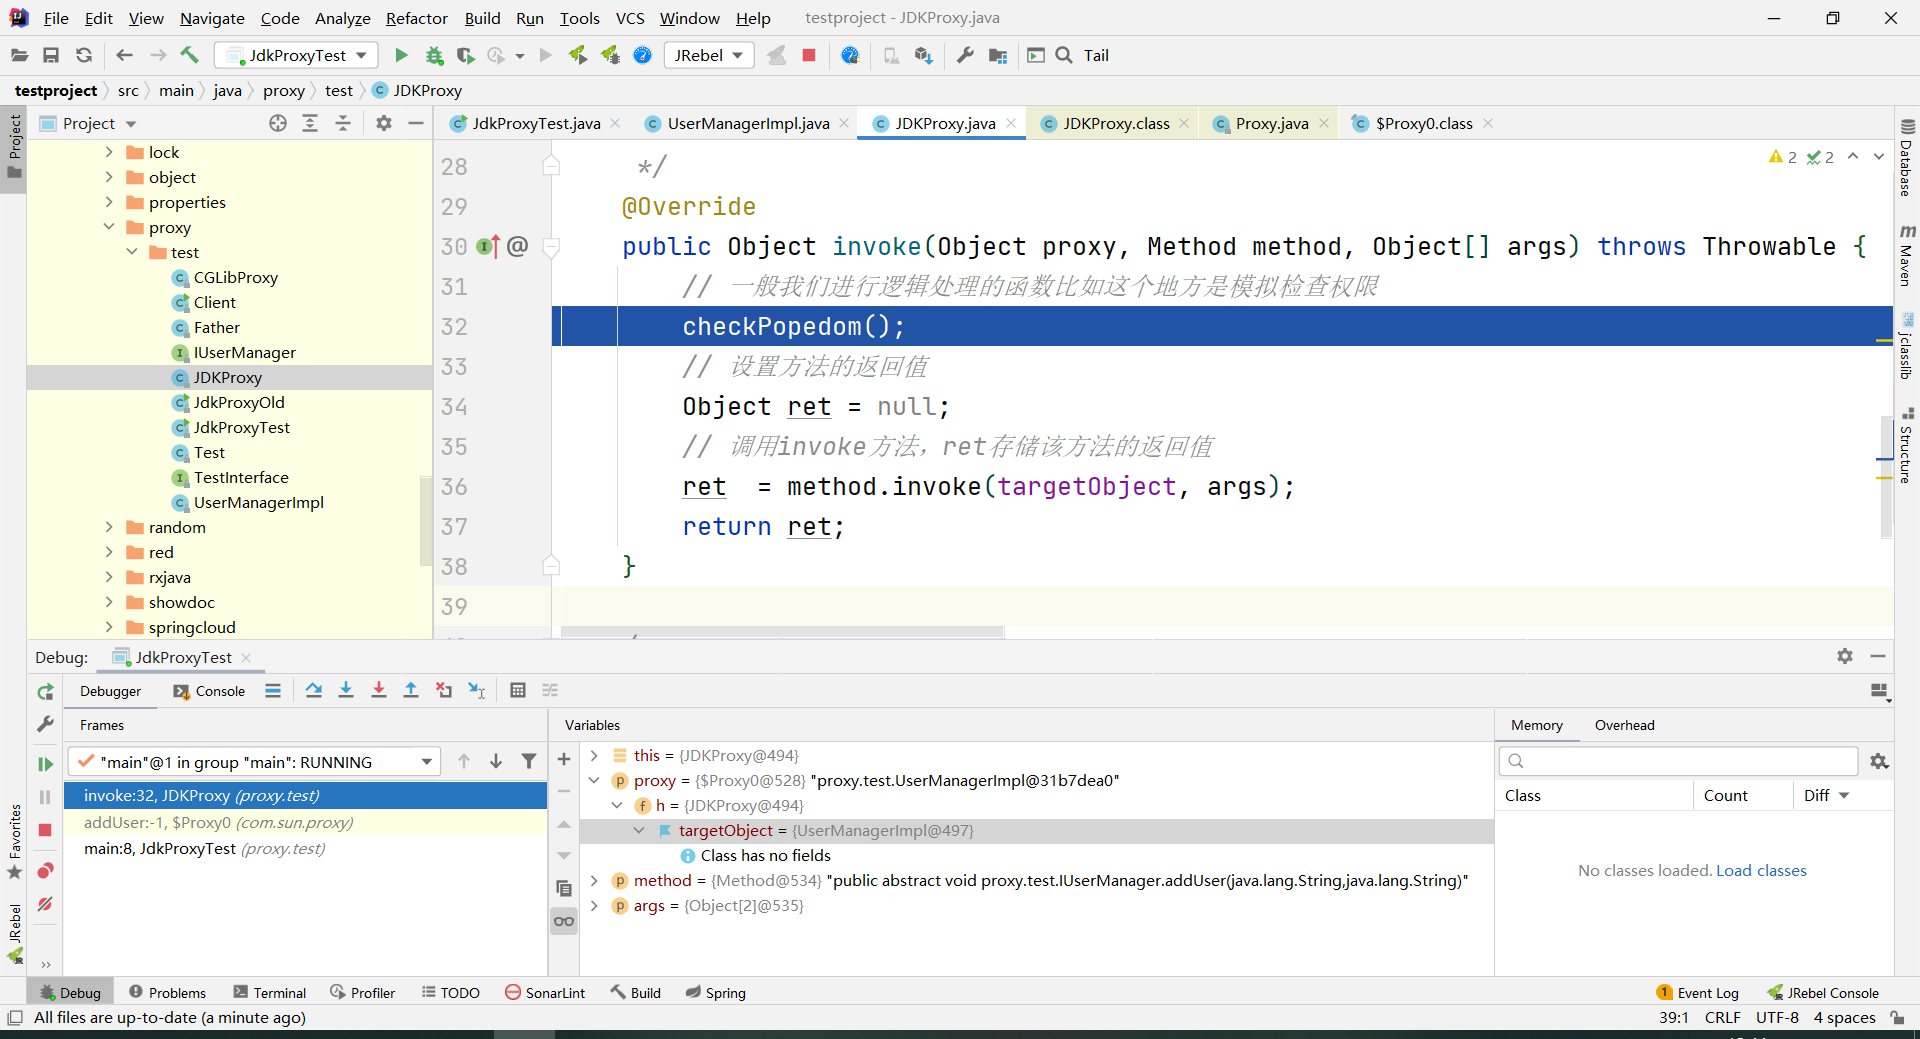 File Edit View Navigate Code Analyze Refactor Build Run Tools VCS Window Help testproject - JDKProxy.java
JdkProxyTest JRebel Tail
testproject src main java proxy test JDKProxy
Project
Project
JdkProxyTest.java UserManagerImpl.java JDKProxy.java JDKProxy.class Proxy.java $Proxy0.class
lock
object
properties
proxy
test
CGLibProxy
Client
Father
IUserManager
JDKProxy
JdkProxyOld
JdkProxyTest
Test
TestInterface
UserManagerImpl
random
red
rxjava
showdoc
springcloud
2 2
28 */
29 @Override
30 @ public Object invoke(Object proxy, Method method, Object[] args) throws Throwable {
31 // 一般我们进行逻辑处理的函数比如这个地方是模拟检查权限
32 checkPopedom();
33 // 设置方法的返回值
34 Object ret = null;
35 // 调用invoke方法，ret存储该方法的返回值
36 ret = method.invoke(targetObject, args);
37 return ret;
38 }
39
Database
Maven
jclasslib
Structure
Debug: JdkProxyTest
Debugger Console
Frames
"main"@1 in group "main": RUNNING
invoke:32, JDKProxy (proxy.test)
addUser:-1, $Proxy0 (com.sun.proxy)
main:8, JdkProxyTest (proxy.test)
Variables
this = {JDKProxy@494}
proxy = {$Proxy0@528} "proxy.test.UserManagerImpl@31b7dea0"
h = {JDKProxy@494}
targetObject = {UserManagerImpl@497}
Class has no fields
method = {Method@534} "public abstract void proxy.test.IUserManager.addUser(java.lang.String,java.lang.String)"
args = {Object[2]@535}
Memory Overhead
Class Count Diff
No classes loaded. Load classes
Favorites
JRebel
Debug Problems Terminal Profiler TODO SonarLint Build Spring 1 Event Log JRebel Console
All files are up-to-date (a minute ago) 39:1 CRLF UTF-8 4 spaces